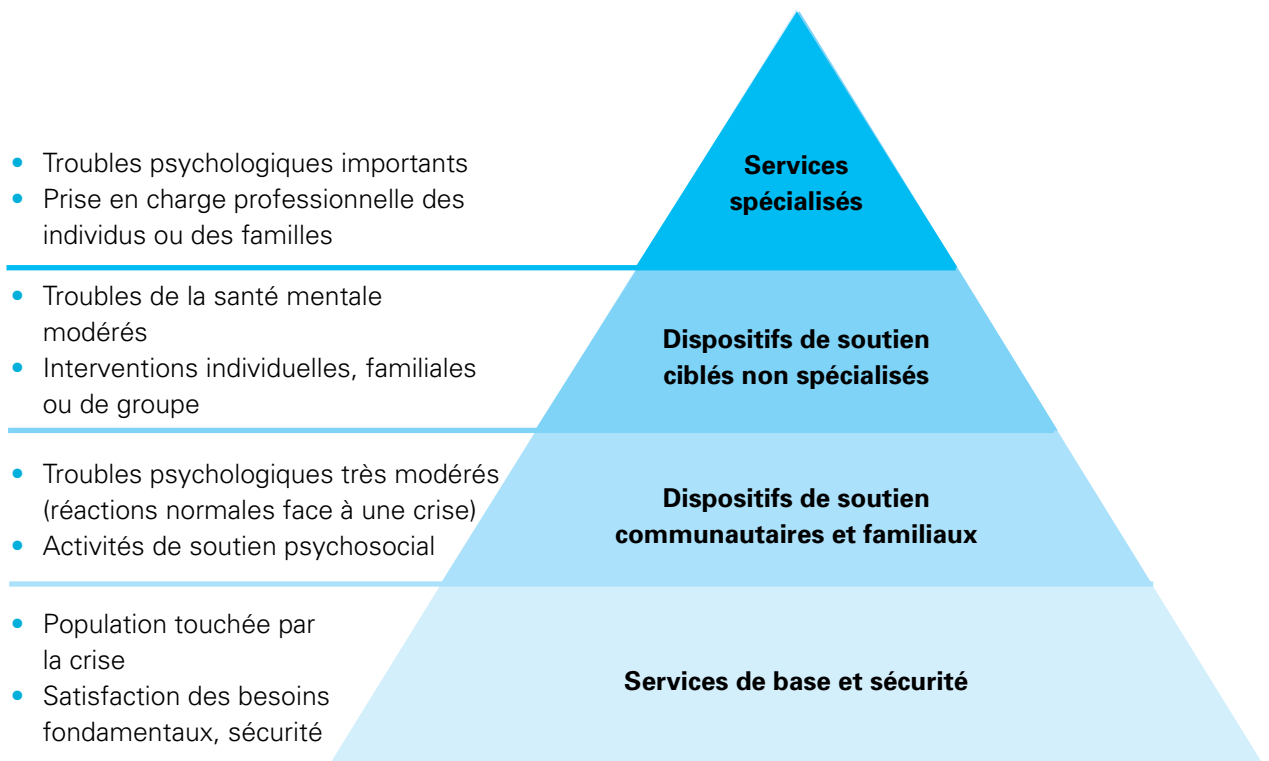 • Troubles psychologiques importants
• Prise en charge professionnelle des
individus ou des familles
Services
spécialisés
• Troubles de la santé mentale
modérés
• Interventions individuelles, familiales
ou de groupe
Dispositifs de soutien
ciblés non spécialisés
• Troubles psychologiques très modérés
(réactions normales face à une crise)
• Activités de soutien psychosocial
Dispositifs de soutien
communautaires et familiaux
• Population touchée par
la crise
• Satisfaction des besoins
fondamentaux, sécurité
Services de base et sécurité